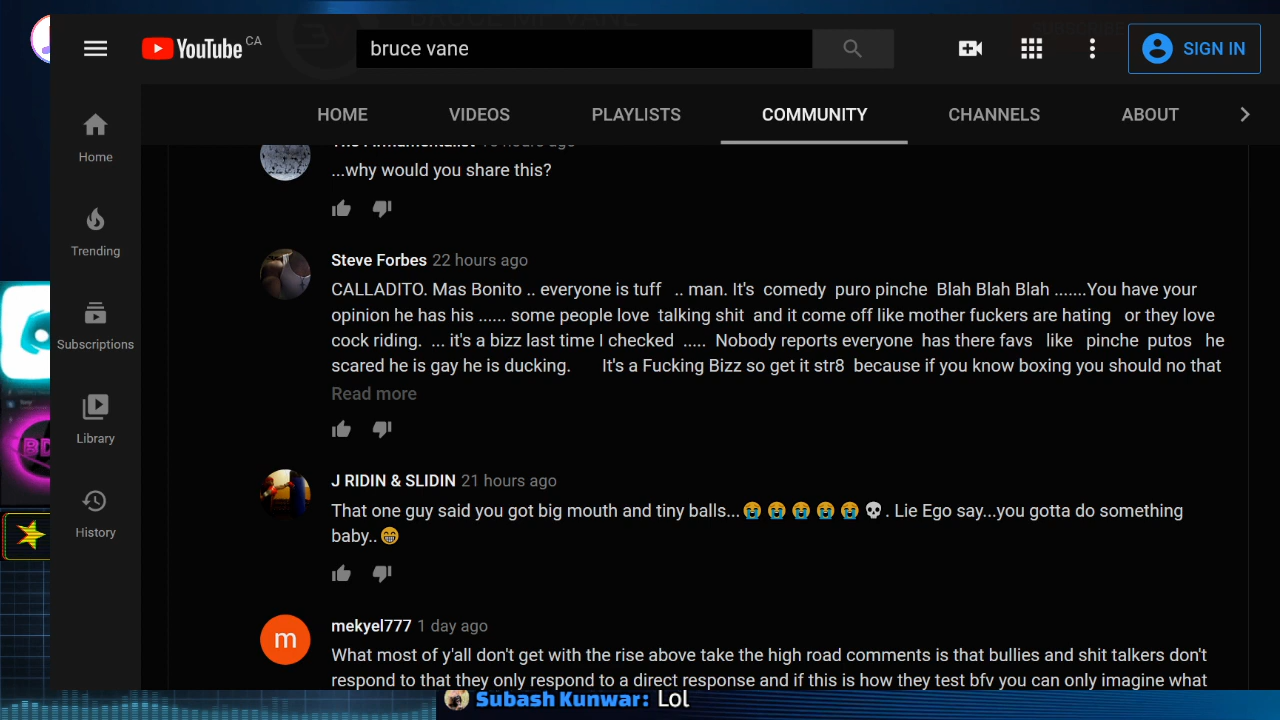 BRUCE MF VANE
YouTube CA
bruce vane
SIGN IN
HOME
VIDEOS
PLAYLISTS
COMMUNITY
CHANNELS
ABOUT
Home
Trending
Subscriptions
Library
History
...why would you share this?
Steve Forbes 22 hours ago
CALLADITO. Mas Bonito .. everyone is tuff .. man. It's comedy puro pinche Blah Blah Blah .......You have your
opinion he has his ...... some people love talking shit and it come off like mother fuckers are hating or they love
cock riding. ... it's a bizz last time I checked ..... Nobody reports everyone has there favs like pinche putos he
scared he is gay he is ducking. It's a Fucking Bizz so get it str8 because if you know boxing you should no that
Read more
J RIDIN & SLIDIN 21 hours ago
That one guy said you got big mouth and tiny balls...😭😭😭😭😭💀. Lie Ego say...you gotta do something
baby..😁
m
mekyel777 1 day ago
What most of y'all don't get with the rise above take the high road comments is that bullies and shit talkers don't
respond to that they only respond to a direct response and if this is how they test bfv you can only imagine what
Subash Kunwar: Lol